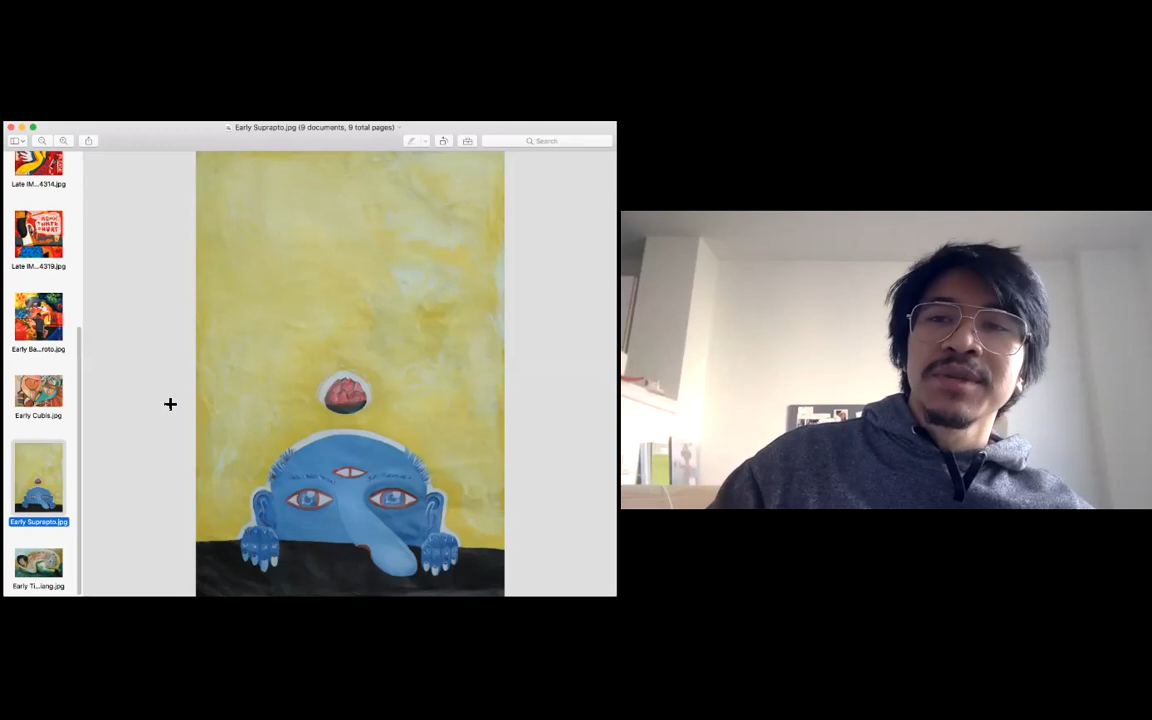 Early Suprapto.jpg (9 documents, 9 total pages)
Search
Late IM...4314.jpg
Late IM...4319.jpg
Early Ba...roto.jpg
Early Cubis.jpg
Early Suprapto.jpg
Early Ti...iang.jpg